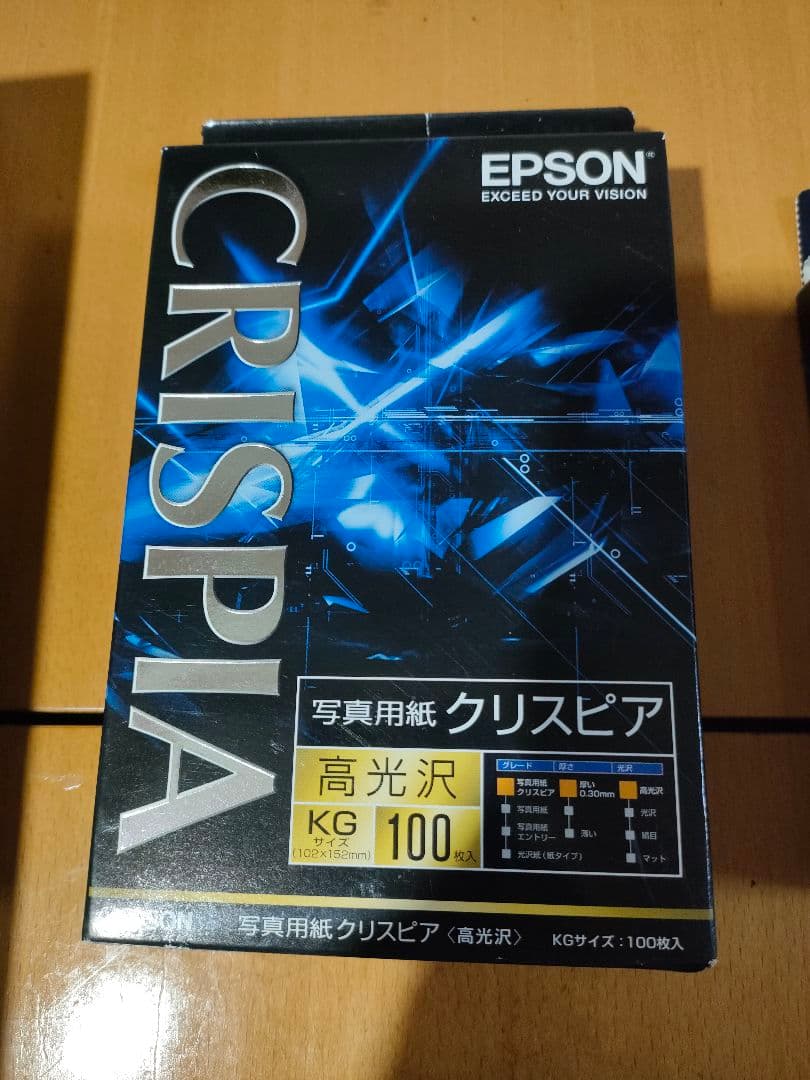 EPSON®
EXCEED YOUR VISION
CRISPIA
写真用紙 クリスピア
高光沢
KG
サイズ
(102×152mm)
100枚入
グレード 厚さ 光沢
写真用紙
クリスピア
厚い
0.30mm
高光沢
写真用紙
光沢
写真用紙
エントリー
薄い
絹目
光沢紙(紙タイプ)
マット
EPSON 写真用紙クリスピア〈高光沢〉 KGサイズ:100枚入